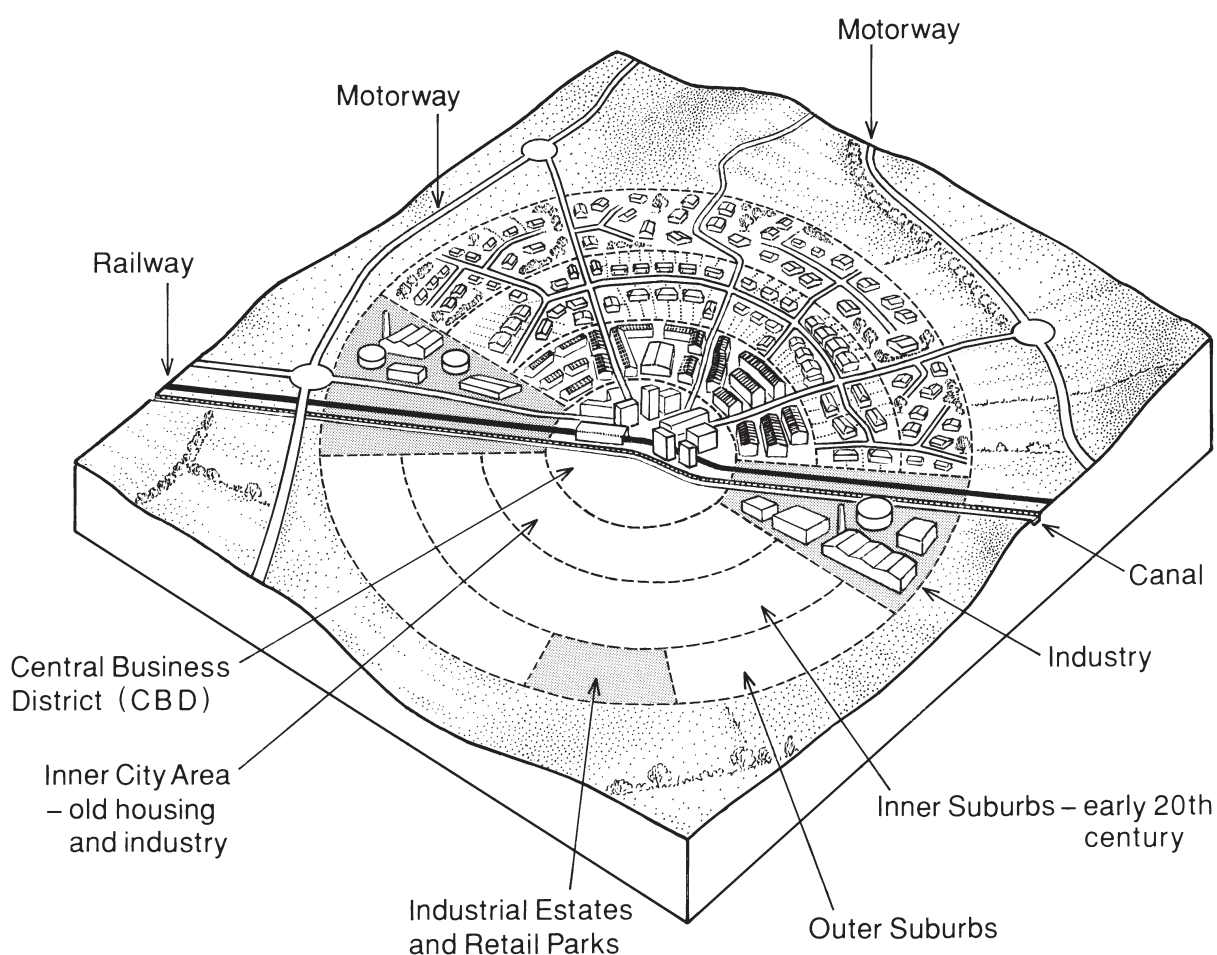 Motorway
Motorway
Railway
Canal
Industry
Central Business
District (CBD)
Inner City Area
– old housing
and industry
Inner Suburbs – early 20th
century
Industrial Estates
and Retail Parks
Outer Suburbs